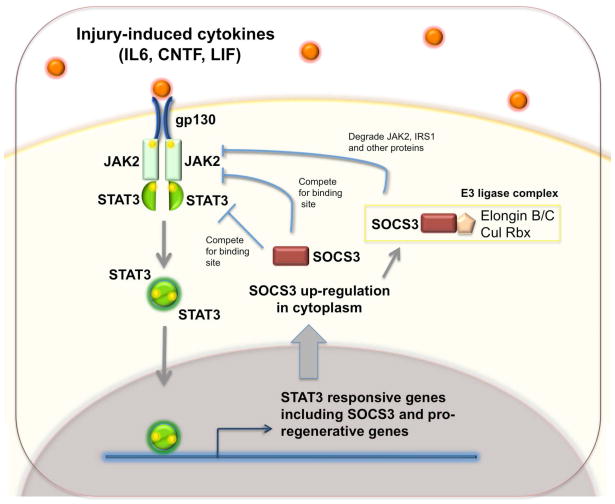 Injury-induced cytokines
(IL6, CNTF, LIF)
gp130
JAK2
JAK2
STAT3
STAT3
Degrade JAK2, IRS1
and other proteins
Compete
for binding
site
Compete
for binding
site
E3 ligase complex
SOCS3
Elongin B/C
Cul Rbx
SOCS3
STAT3
STAT3
SOCS3 up-regulation
in cytoplasm
STAT3 responsive genes
including SOCS3 and pro-
regenerative genes